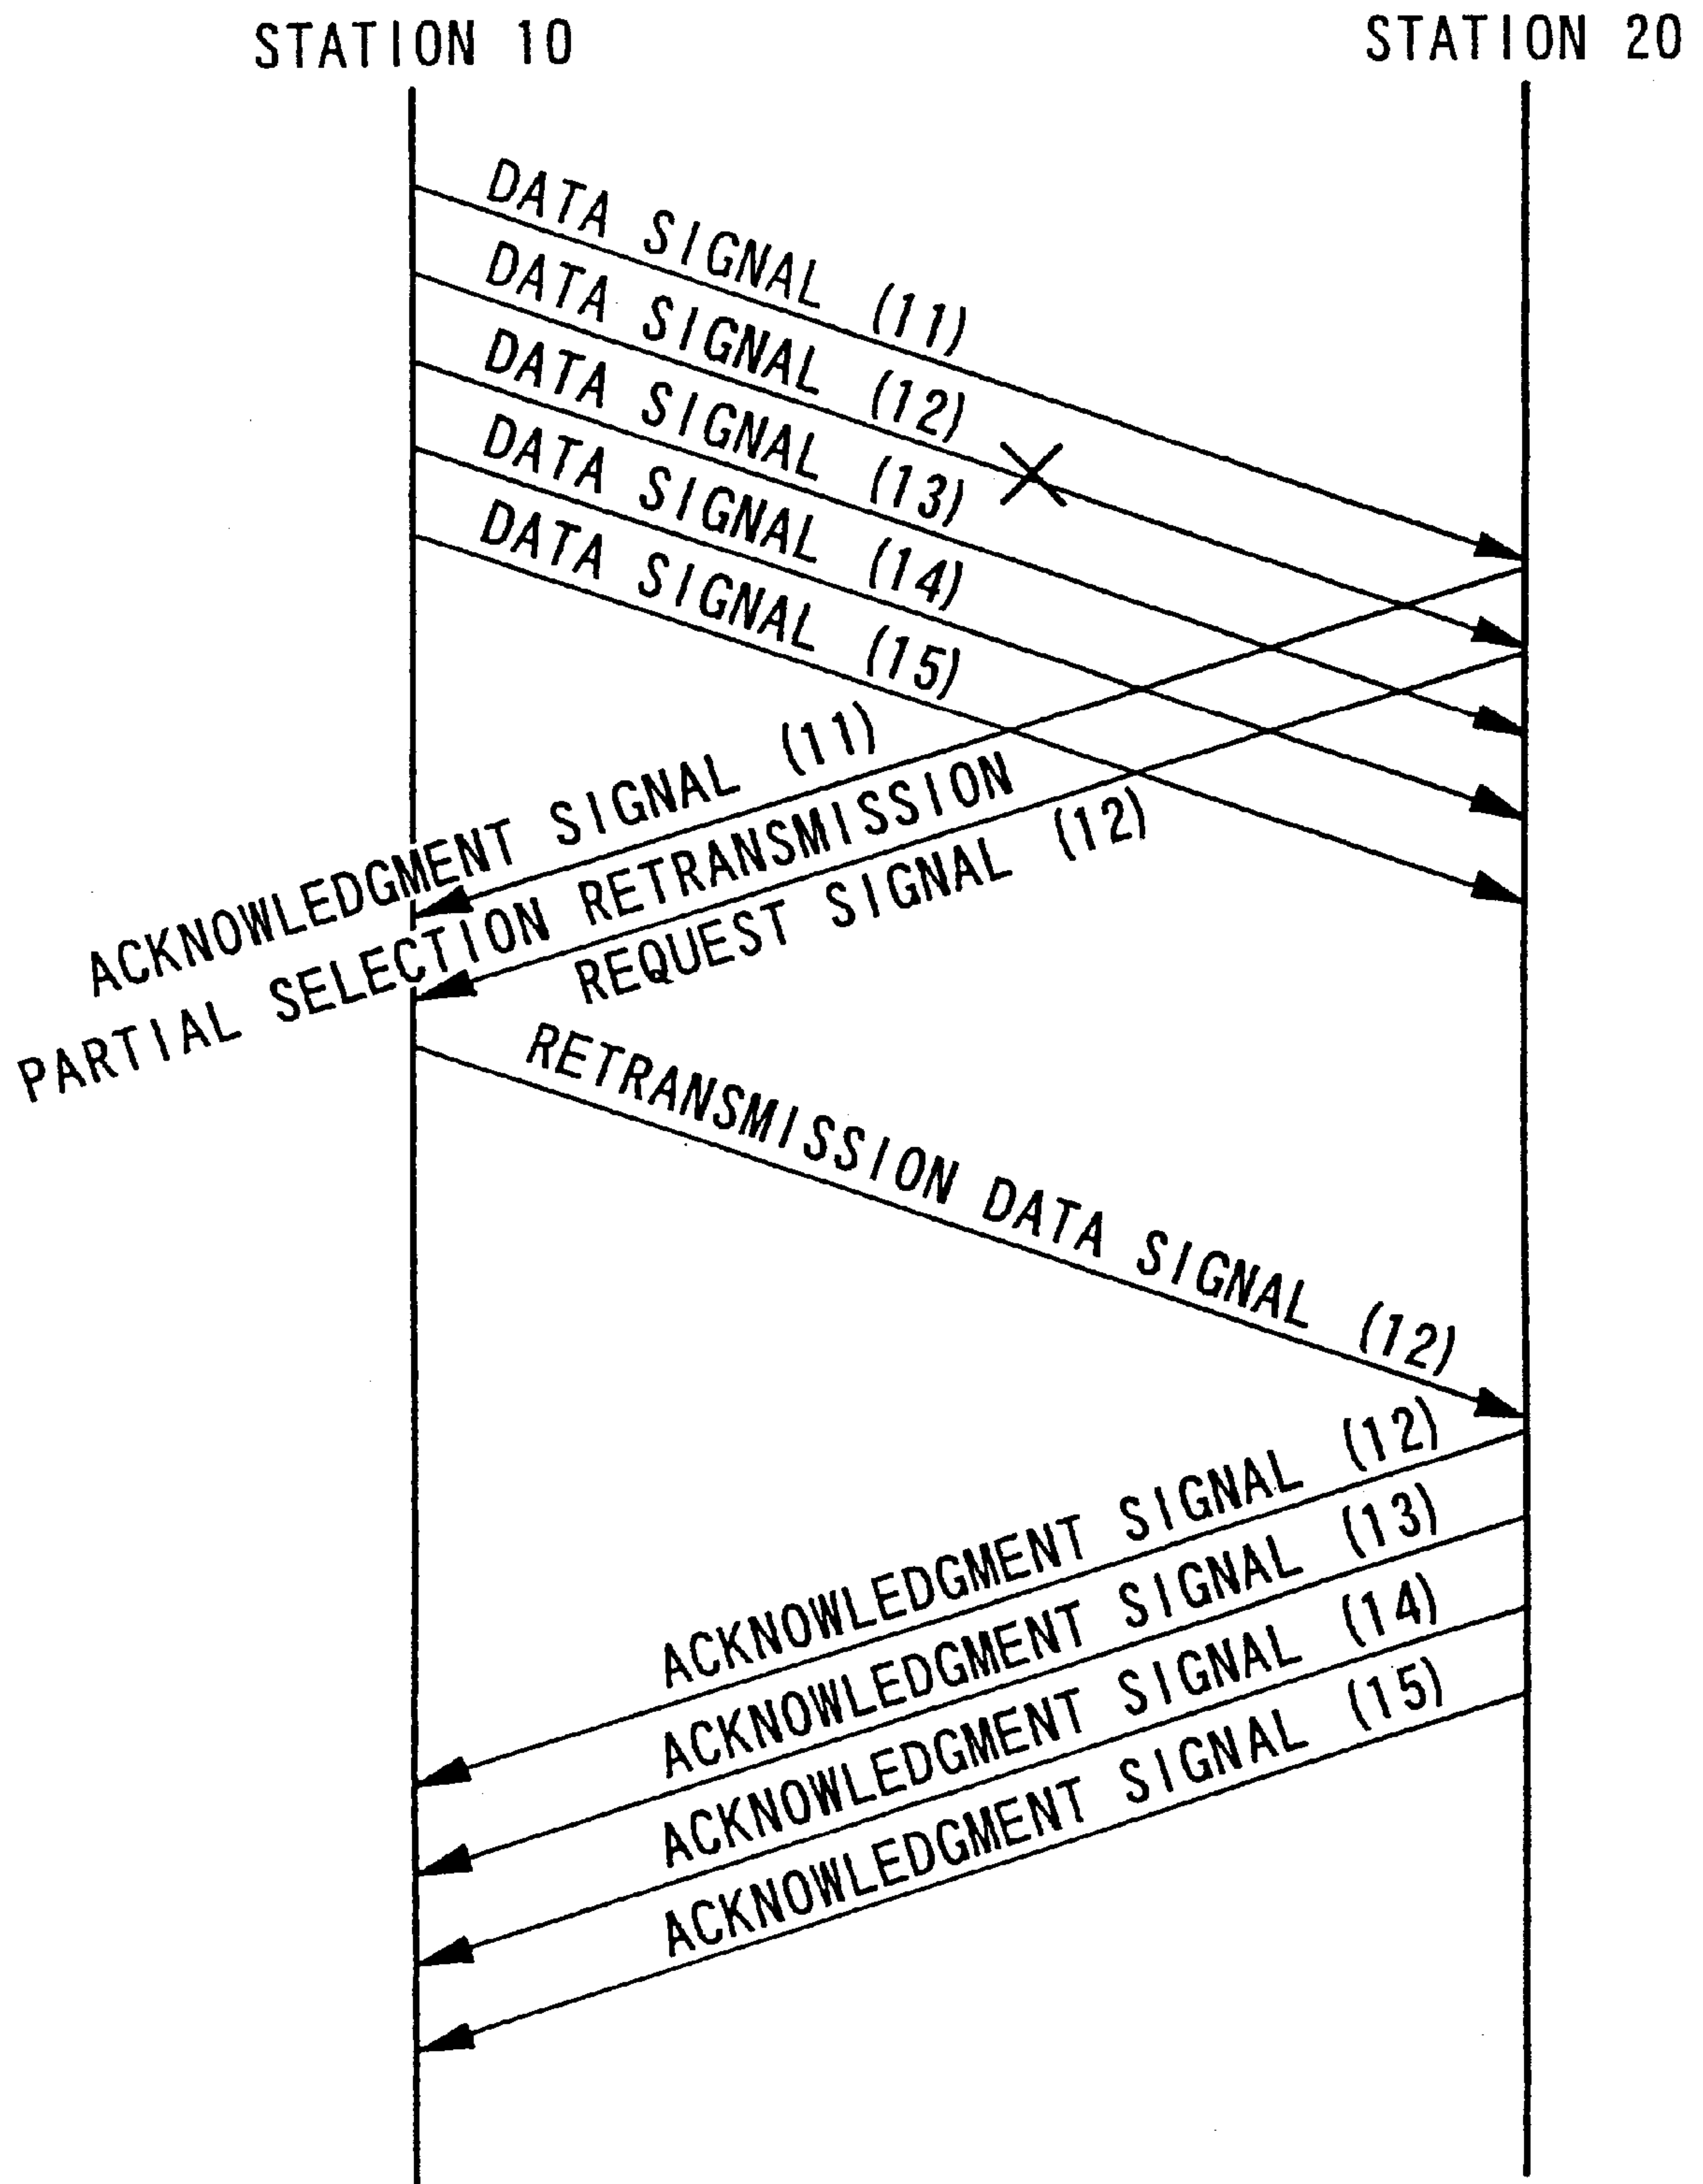 STATION 10
STATION 20
DATA SIGNAL (11)
DATA SIGNAL (12)
DATA SIGNAL (13)
DATA SIGNAL (14)
DATA SIGNAL (15)
ACKNOWLEDGMENT SIGNAL (11)
PARTIAL SELECTION RETRANSMISSION
REQUEST SIGNAL (12)
RETRANSMISSION DATA SIGNAL (12)
ACKNOWLEDGMENT SIGNAL (12)
ACKNOWLEDGMENT SIGNAL (13)
ACKNOWLEDGMENT SIGNAL (14)
ACKNOWLEDGMENT SIGNAL (15)